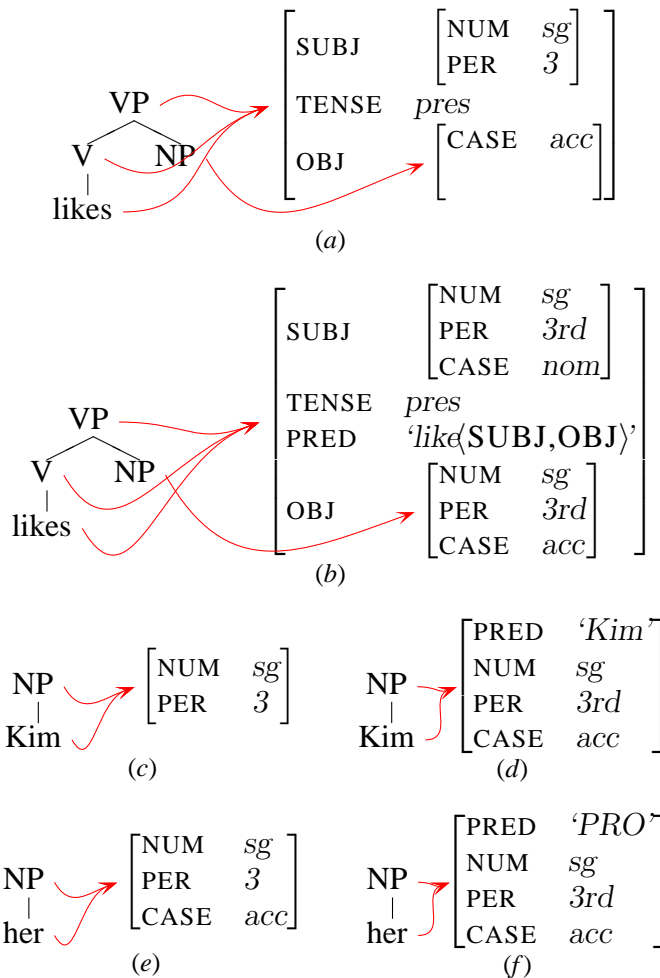 NUM sg
SUBJ PER 3
VP TENSE pres
V NP CASE acc
OBJ
likes
(a)
NUM sg
SUBJ PER 3rd
CASE nom
TENSE pres
VP PRED ‘like⟨SUBJ,OBJ⟩’
V NP NUM sg
likes OBJ PER 3rd
CASE acc
(b)
NP NUM sg
Kim PER 3
(c)
PRED ‘Kim’
NP NUM sg
PER 3rd
Kim CASE acc
(d)
NUM sg
NP PER 3
her CASE acc
(e)
PRED ‘PRO’
NP NUM sg
PER 3rd
her CASE acc
(f)